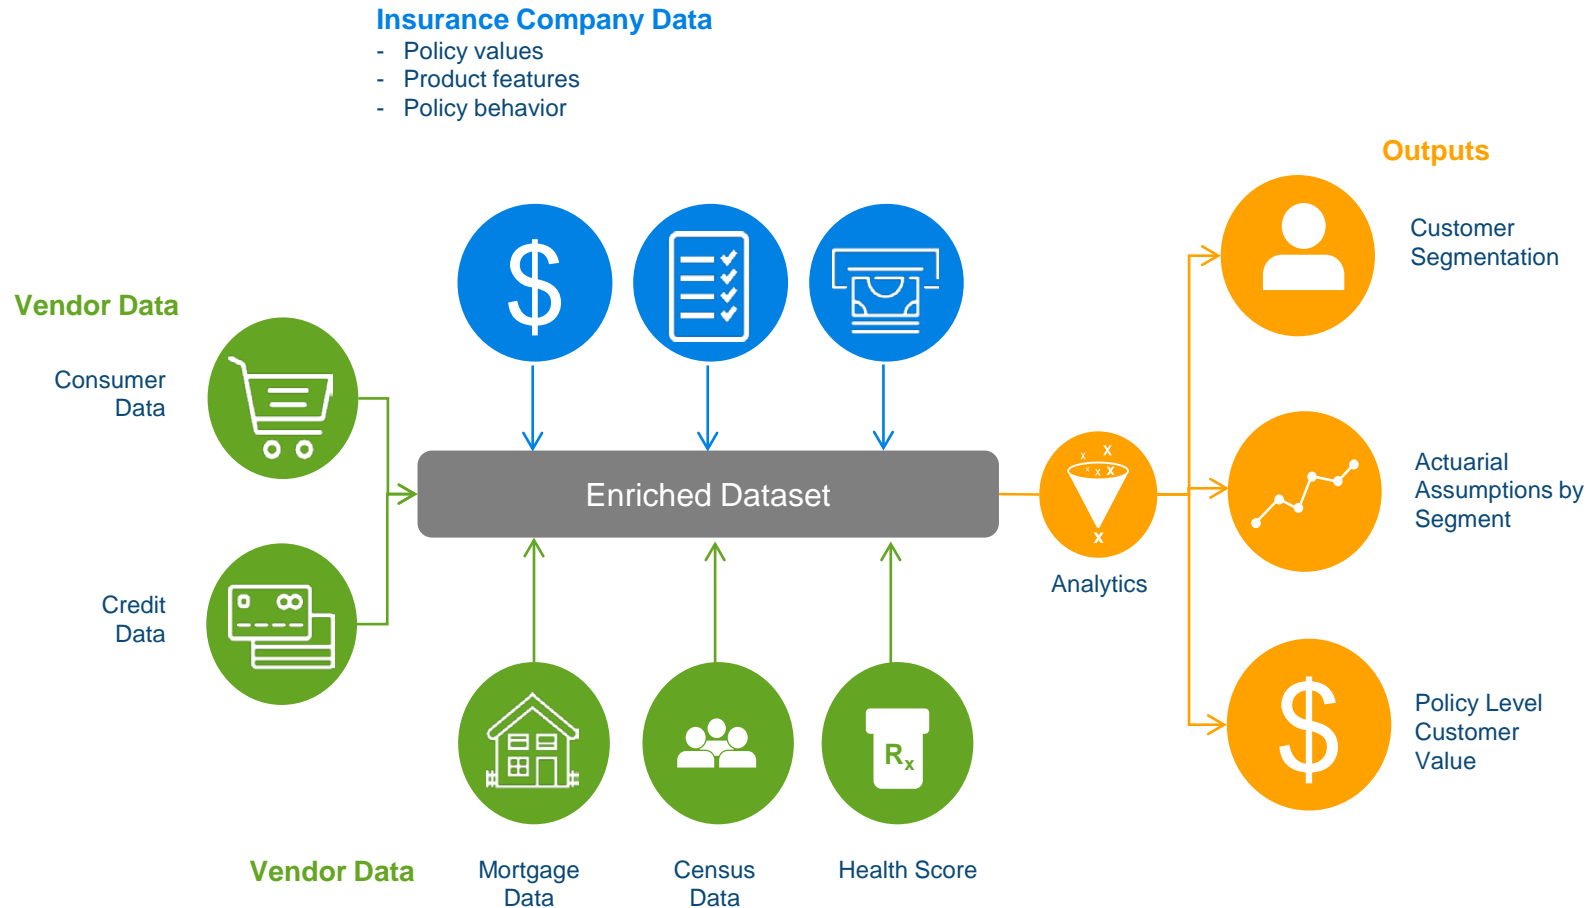 Insurance Company Data
- Policy values
- Product features
- Policy behavior
Outputs
Customer
Segmentation
$
Vendor Data
Consumer
Data
Enriched Dataset
x x
x x x
x
Analytics
Actuarial
Assumptions by
Segment
Credit
Data
Rx
$
Policy Level
Customer
Value
Vendor Data
Mortgage
Data
Census
Data
Health Score